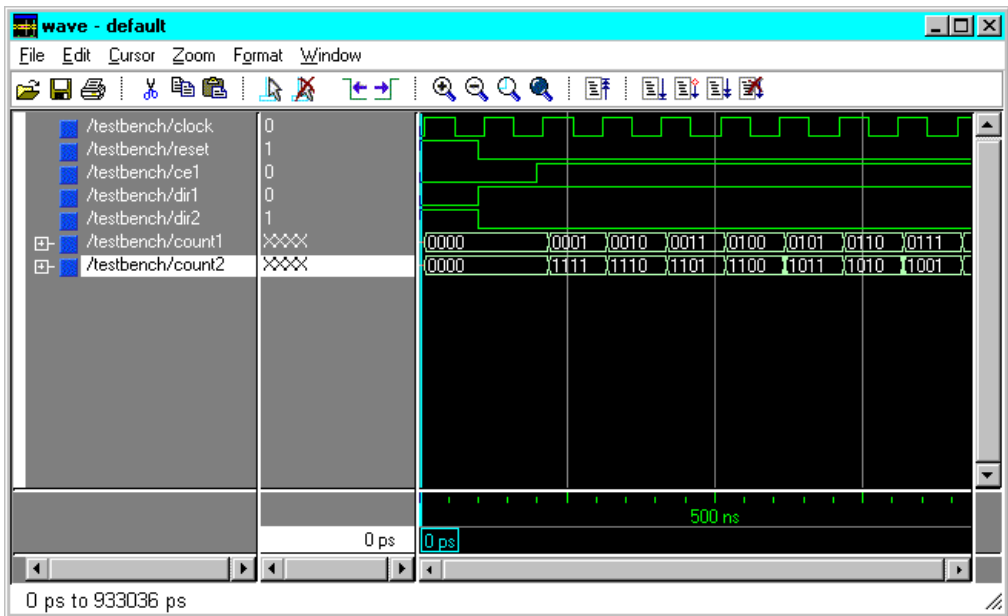 wave - default
File Edit Cursor Zoom Format Window
/testbench/clock 0
/testbench/reset 1
/testbench/ce1 0
/testbench/dir1 0
/testbench/dir2 1
/testbench/count1 XXXX 0000 0001 0010 0011 0100 0101 0110 0111
/testbench/count2 XXXX 0000 1111 1110 1101 1100 1011 1010 1001
500 ns
0 ps 0 ps
0 ps to 933036 ps